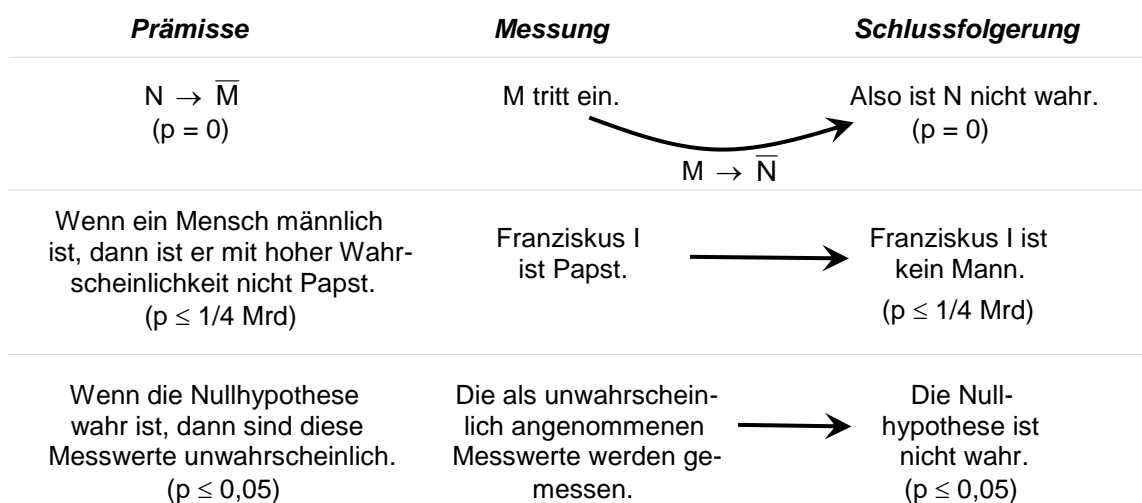 Prämisse Messung Schlussfolgerung
N → M̅ M tritt ein. Also ist N nicht wahr.
(p = 0) (p = 0)
M → N̅
Wenn ein Mensch männlich
ist, dann ist er mit hoher Wahr-
scheinlichkeit nicht Papst.
(p ≤ 1/4 Mrd)
Franziskus I
ist Papst.
Franziskus I ist
kein Mann.
(p ≤ 1/4 Mrd)
Wenn die Nullhypothese
wahr ist, dann sind diese
Messwerte unwahrscheinlich.
(p ≤ 0,05)
Die als unwahrschein-
lich angenommenen
Messwerte werden ge-
messen.
Die Null-
hypothese ist
nicht wahr.
(p ≤ 0,05)